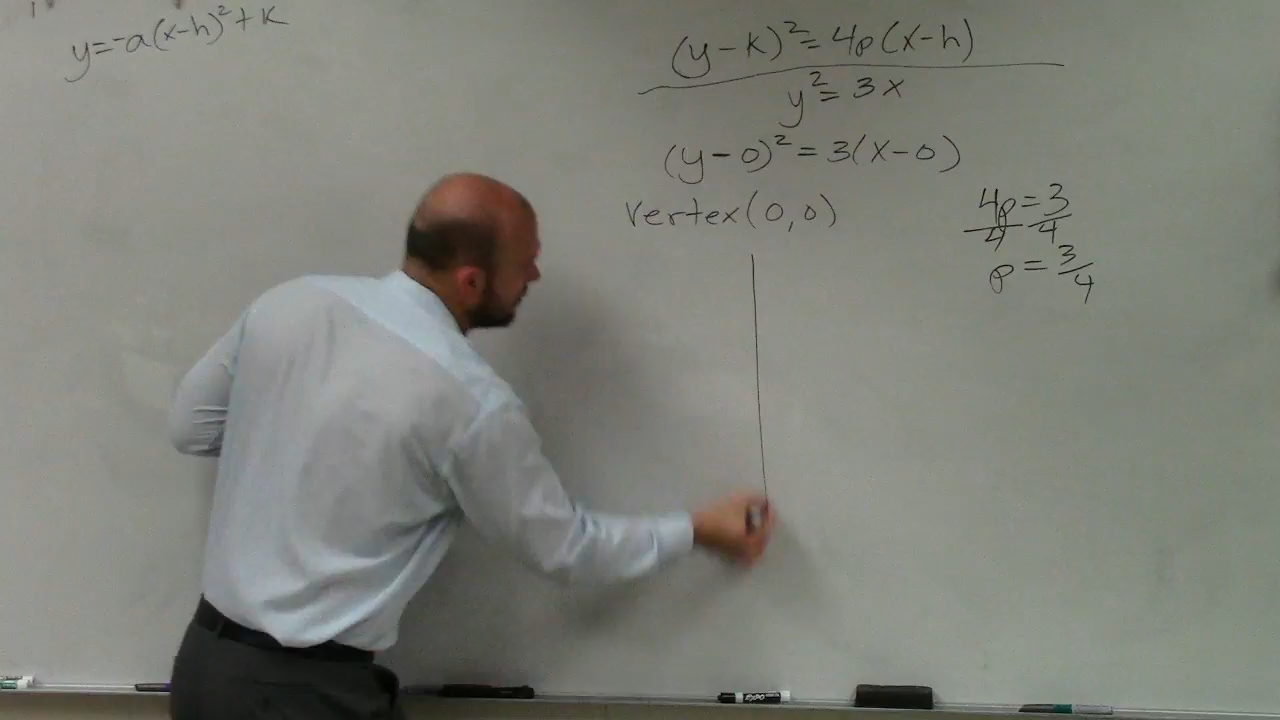 y=-a(x-h)²+k
(y-k)²=4p(x-h)
y²=3x
(y-0)²=3(x-0)
vertex(0,0)
4p=3
4 4
p=3/4